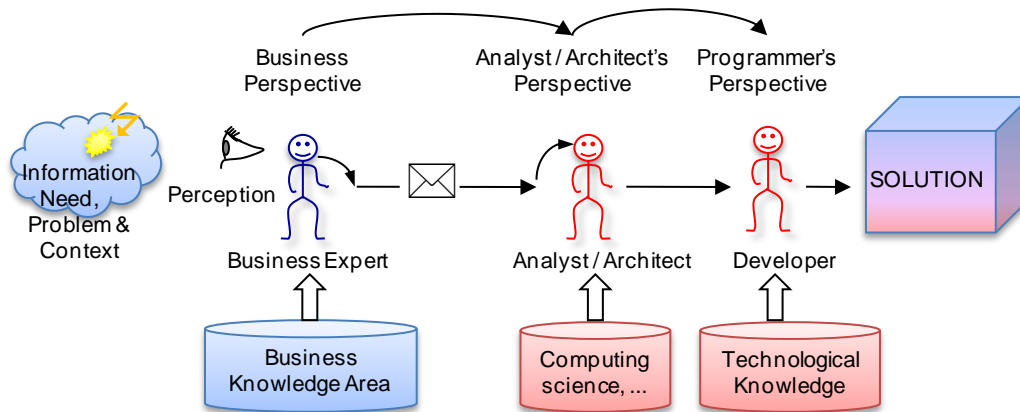 Business
Perspective
Analyst / Architect's
Perspective
Programmer's
Perspective
Information
Need,
Problem &
Context
Perception
SOLUTION
Business Expert
Analyst / Architect
Developer
Business
Knowledge Area
Computing
science, ...
Technological
Knowledge